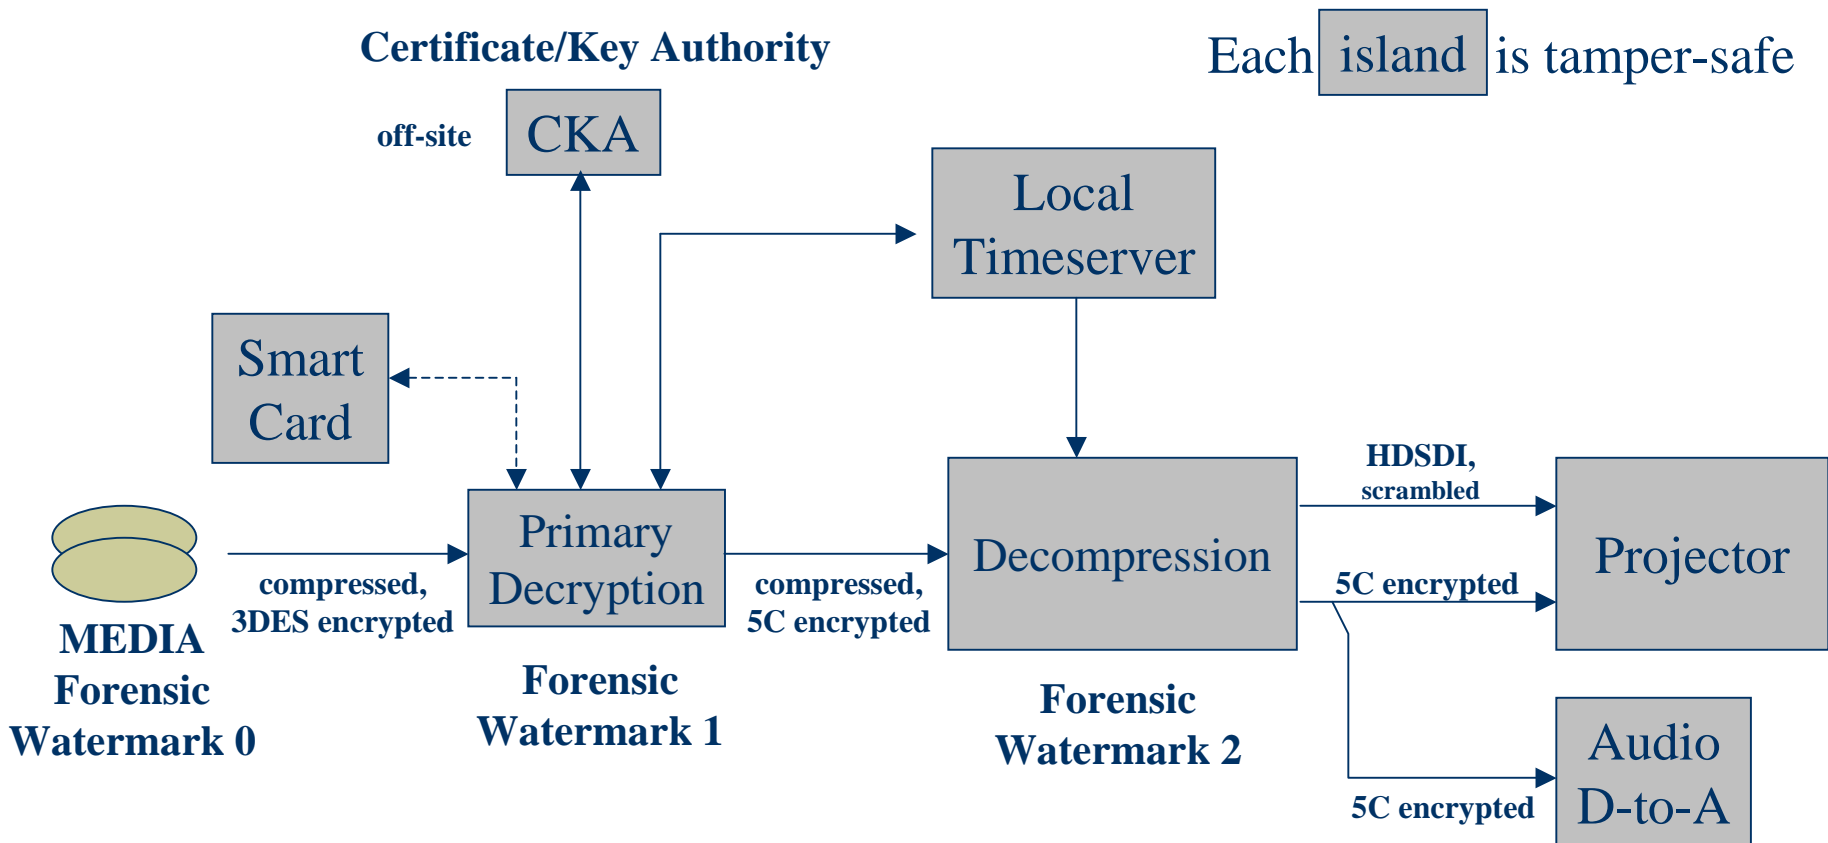 Certificate/Key Authority
Each island is tamper-safe
off-site
CKA
Local
Timeserver
Smart
Card
Primary
Decryption
Decompression
HDSDI,
scrambled
Projector
5C encrypted
compressed,
3DES encrypted
compressed,
5C encrypted
MEDIA
Forensic
Watermark 0
Forensic
Watermark 1
Forensic
Watermark 2
5C encrypted
Audio
D-to-A